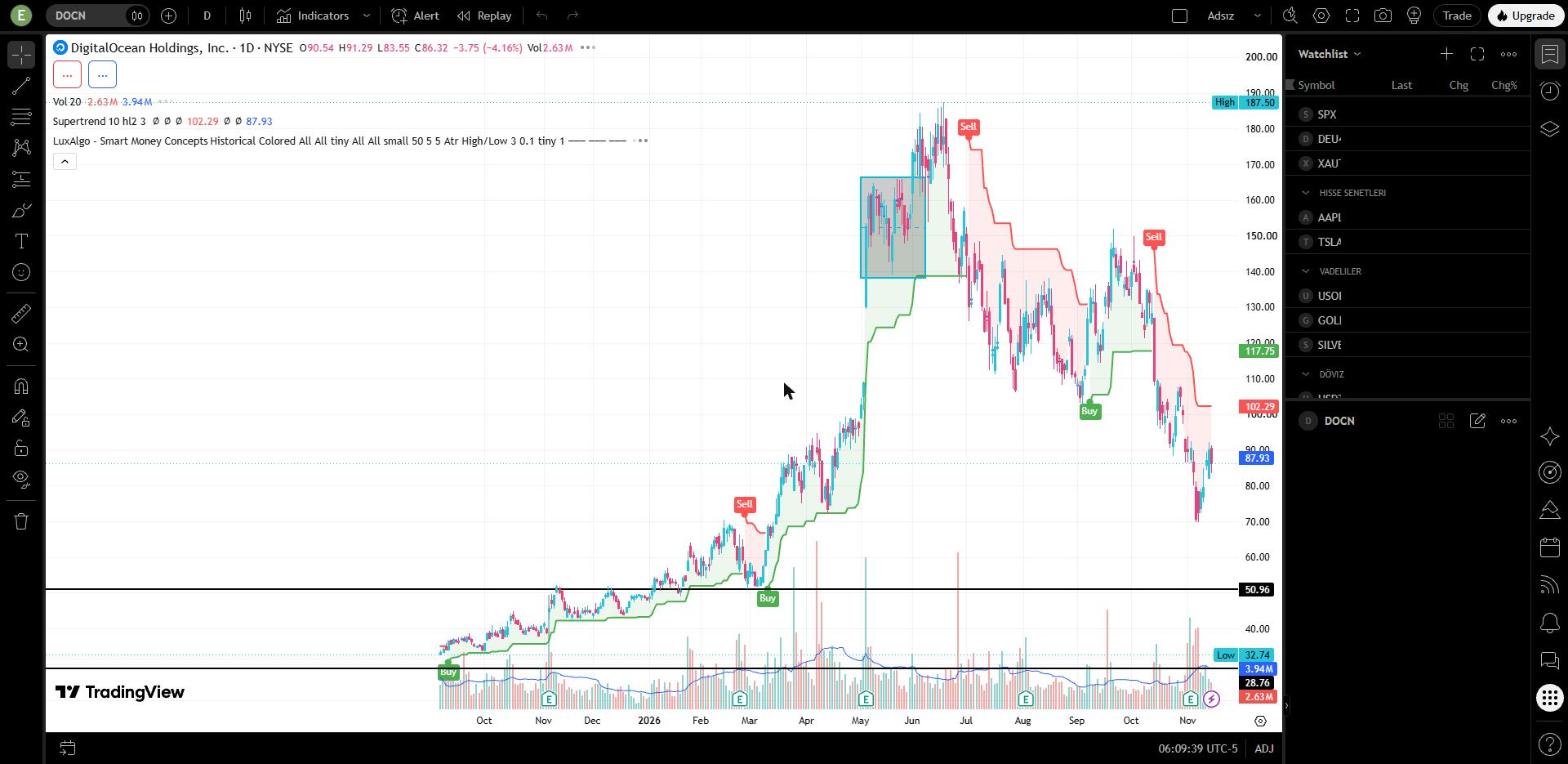 E DOCN D Indicators Alert Replay Adsız Trade Upgrade
DigitalOcean Holdings, Inc. · 1D · NYSE O90.54 H91.29 L83.55 C86.32 −3.75 (−4.16%) Vol2.63M
Vol 20 2.63M 3.94M
Supertrend 10 hl2 3 Ø Ø Ø 102.29 Ø Ø 87.93
LuxAlgo - Smart Money Concepts Historical Colored All All tiny All All small 50 5 5 Atr High/Low 3 0.1 tiny 1
Sell
Sell
Sell
Buy
Buy
Buy
200.00
190.00
High 187.50
180.00
170.00
160.00
150.00
140.00
130.00
120.00
117.75
110.00
102.29
100.00
90.00
87.93
80.00
70.00
60.00
50.96
40.00
Low 32.74
3.94M
28.76
2.63M
TradingView
E E E E E
Oct Nov Dec 2026 Feb Mar Apr May Jun Jul Aug Sep Oct Nov
06:09:39 UTC-5 ADJ
Watchlist
Symbol Last Chg Chg%
S SPX
D DEU
X XAU
HISSE SENETLERI
A AAPL
T TSLA
VADELILER
U USOI
G GOLI
S SILVE
DÖVIZ
D DOCN